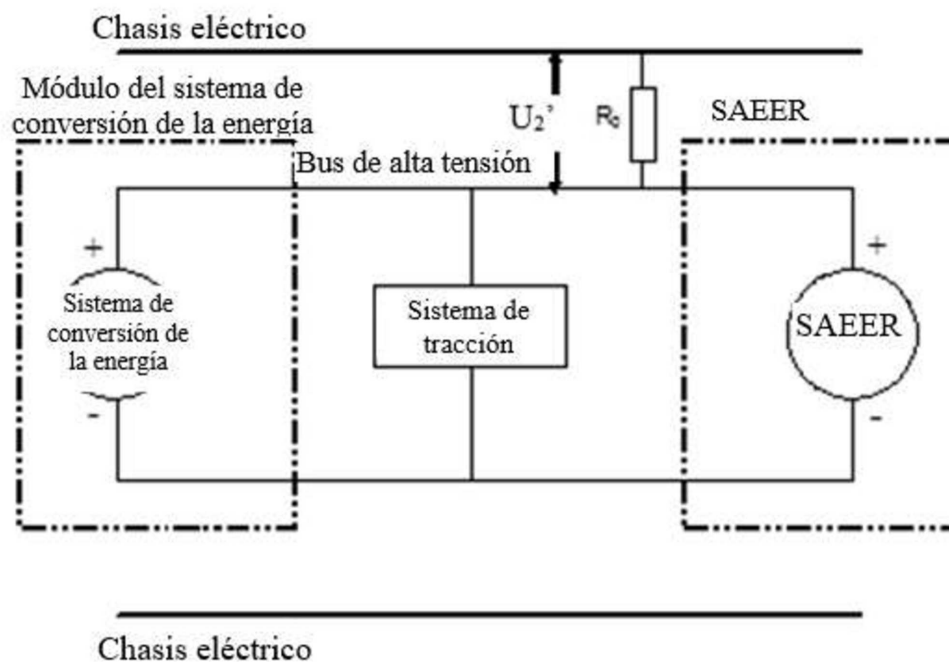 Chasis eléctrico
Módulo del sistema de
conversión de la energía
U2’
R0
SAEER
Bus de alta tensión
+
+
Sistema de
conversión de
la energía
Sistema de
tracción
SAEER
-
-
Chasis eléctrico